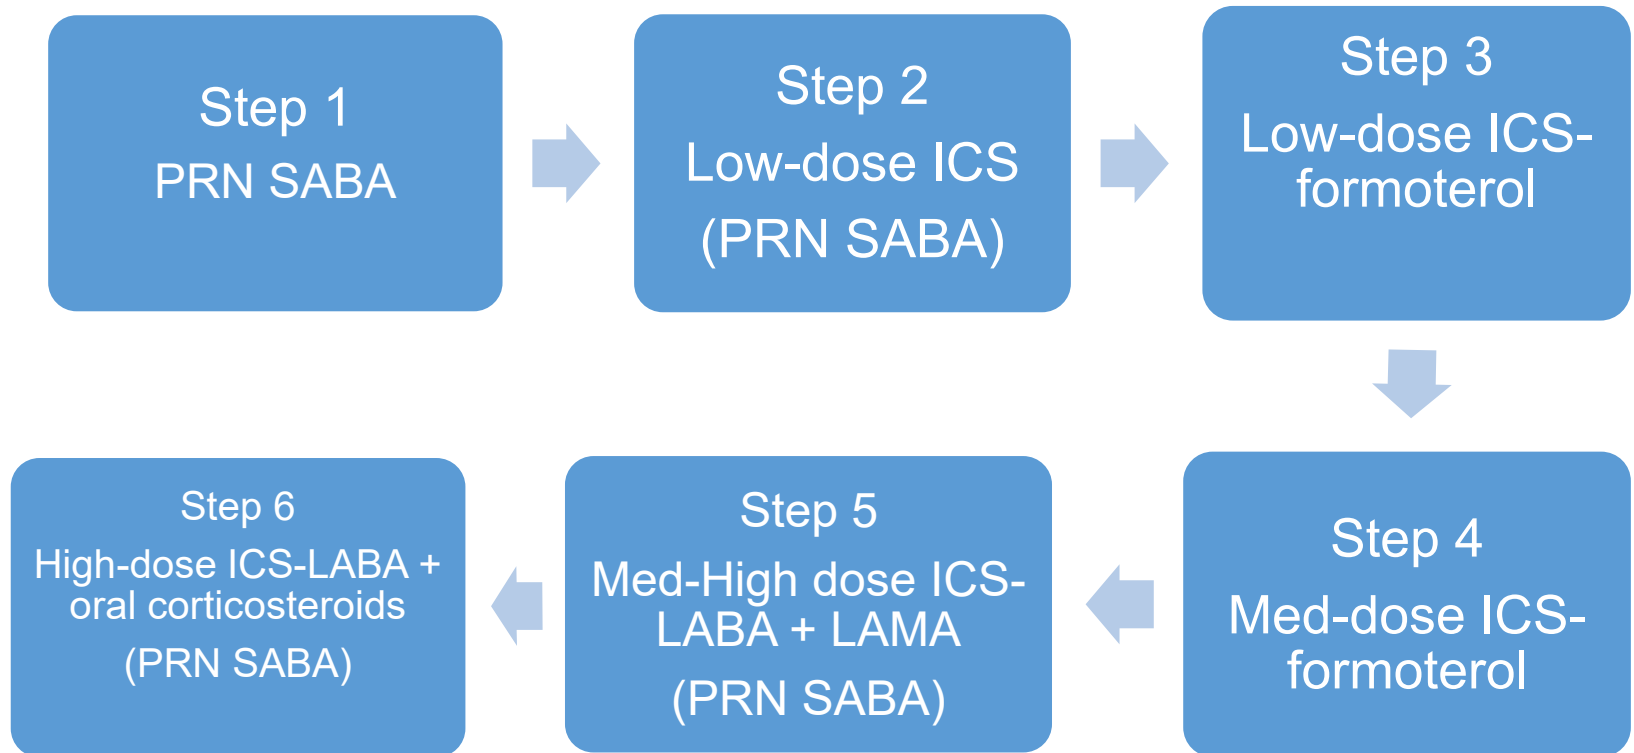 Step 1
PRN SABA
Step 2
Low-dose ICS
(PRN SABA)
Step 3
Low-dose ICS-
formoterol
Step 4
Med-dose ICS-
formoterol
Step 5
Med-High dose ICS-
LABA + LAMA
(PRN SABA)
Step 6
High-dose ICS-LABA +
oral corticosteroids
(PRN SABA)